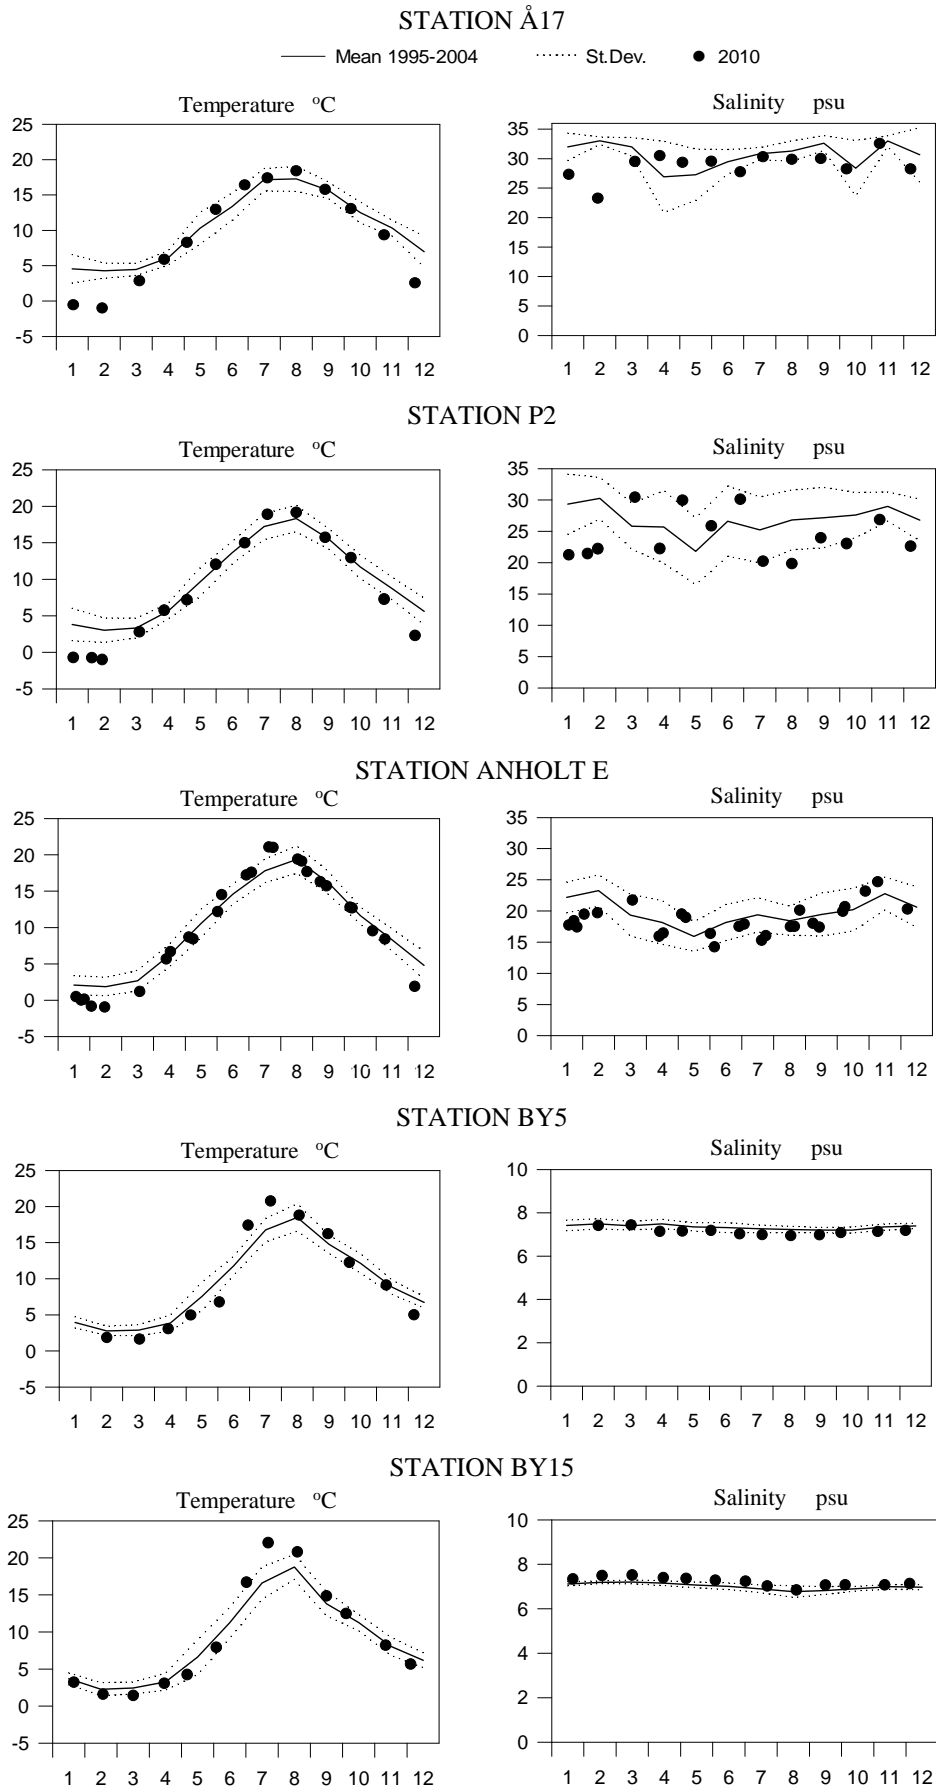 STATION Å17
Mean 1995-2004 St.Dev. 2010
Temperature °C Salinity psu
25 35
20 30
15 25
10 20
5 15
0 10
-5 5
0
1 2 3 4 5 6 7 8 9 10 11 12 1 2 3 4 5 6 7 8 9 10 11 12
STATION P2
Temperature °C Salinity psu
25 35
20 30
15 25
10 20
5 15
0 10
-5 5
0
1 2 3 4 5 6 7 8 9 10 11 12 1 2 3 4 5 6 7 8 9 10 11 12
STATION ANHOLT E
Temperature °C Salinity psu
25 35
20 30
15 25
10 20
5 15
0 10
-5 5
0
1 2 3 4 5 6 7 8 9 10 11 12 1 2 3 4 5 6 7 8 9 10 11 12
STATION BY5
Temperature °C Salinity psu
25 10
20 8
15 6
10 4
5 2
0 0
-5
1 2 3 4 5 6 7 8 9 10 11 12 1 2 3 4 5 6 7 8 9 10 11 12
STATION BY15
Temperature °C Salinity psu
25 10
20 8
15 6
10 4
5 2
0 0
-5
1 2 3 4 5 6 7 8 9 10 11 12 1 2 3 4 5 6 7 8 9 10 11 12